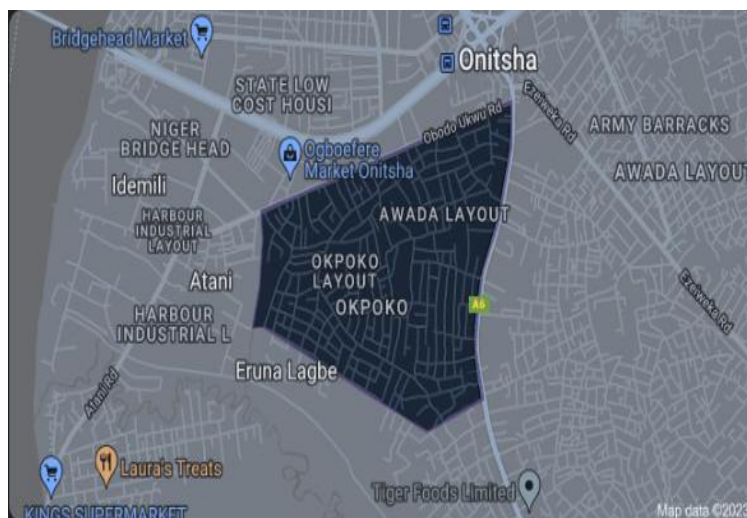 Bridgehead Market
Onitsha
STATE LOW
COST HOUSI
Ezeiweka Rd
Obodo Ukwu Rd
ARMY BARRACKS
NIGER
BRIDGE HEAD
Ogboefere
Market Onitsha
AWADA LAYOUT
Idemili
HARBOUR
INDUSTRIAL
LAYOUT
AWADA LAYOUT
OKPOKO
LAYOUT
Atani
OKPOKO
A6
Ezeiweka Rd
HARBOUR
INDUSTRIAL L
Eruna Lagbe
Atani Rd
Laura's Treats
Tiger Foods Limited
KINGS SUPERMARKET
Map data ©2023